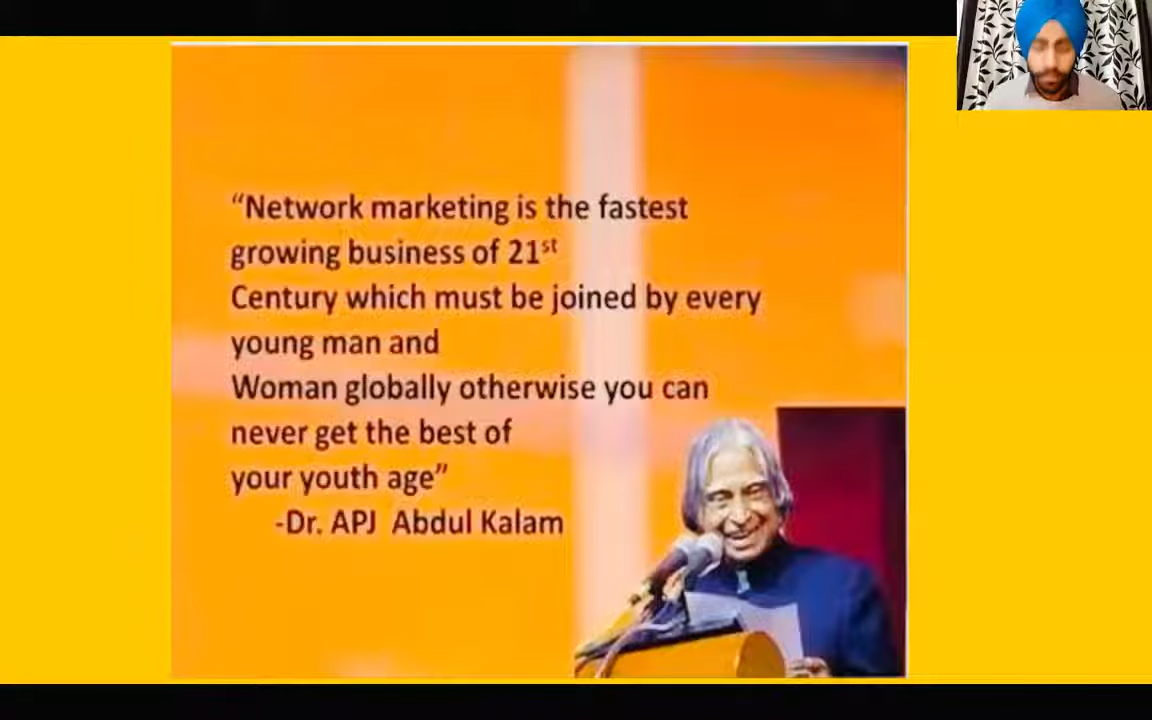 “Network marketing is the fastest
growing business of 21st
Century which must be joined by every
young man and
Woman globally otherwise you can
never get the best of
your youth age”
-Dr. APJ Abdul Kalam